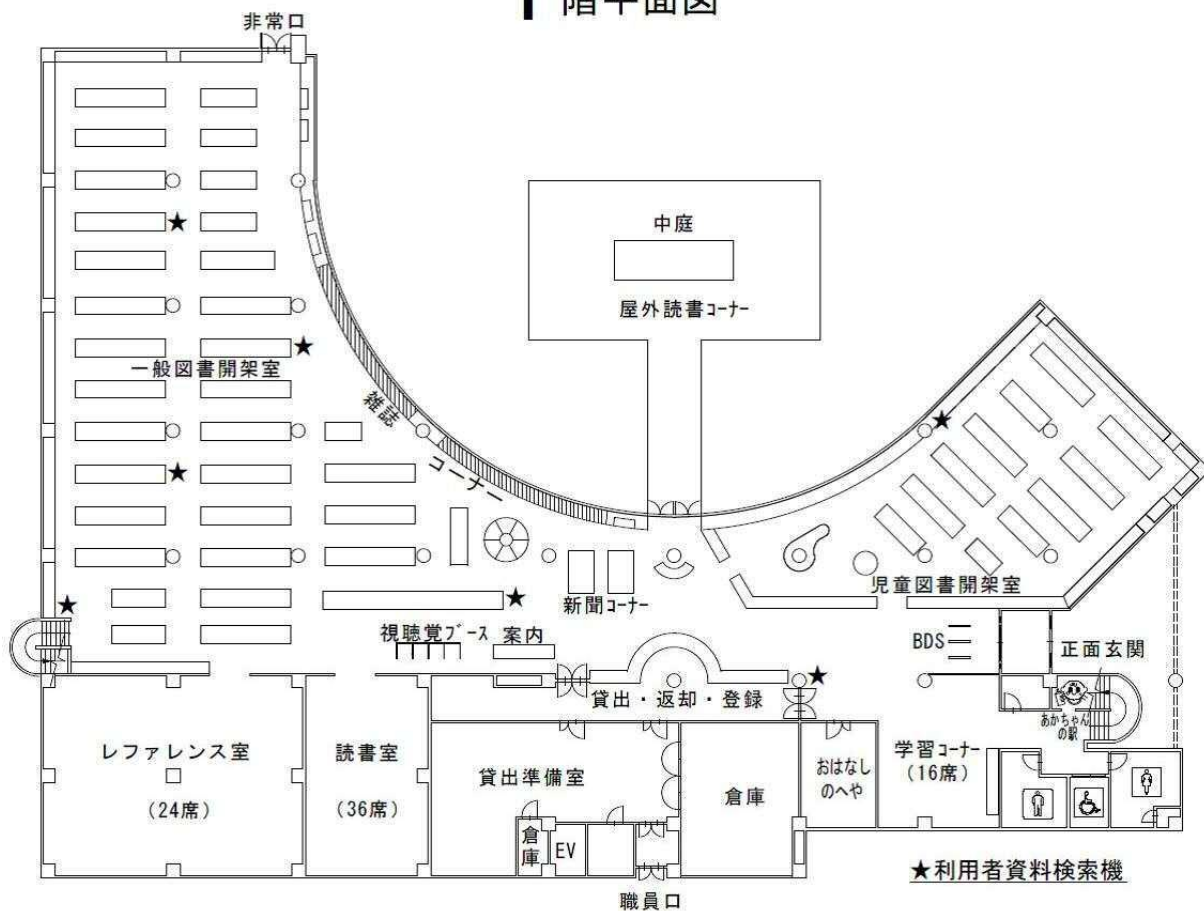 1 階平面図
非常口
中庭
屋外読書コーナー
一般図書開架室
雑誌
コーナー
新聞コーナー
児童図書開架室
視聴覚ブース
案内
BDS
正面玄関
貸出・返却・登録
あかちゃん
の駅
レファレンス室
(24席)
読書室
(36席)
貸出準備室
倉庫
おはなし
のへや
学習コーナー
(16席)
倉庫
EV
職員口
★利用者資料検索機